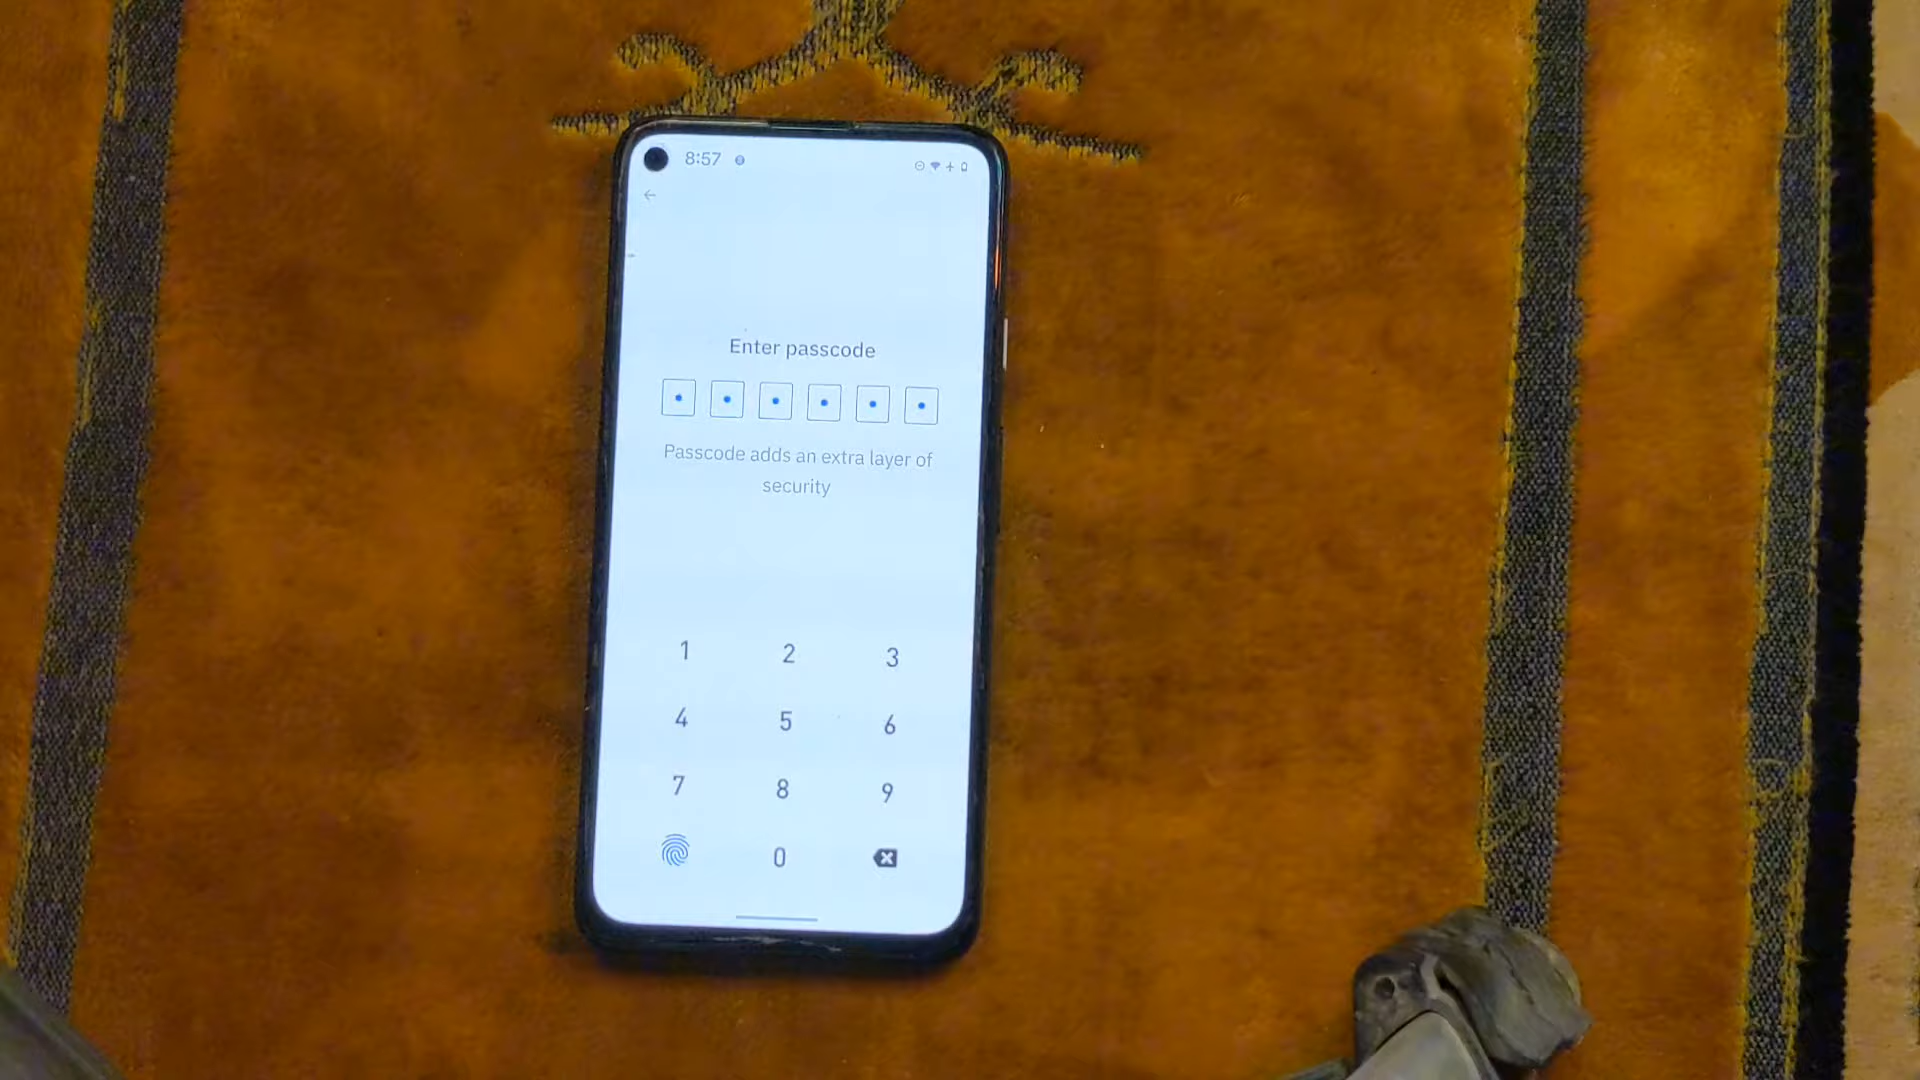 8:57
Enter passcode
Passcode adds an extra layer of
security
1 2 3
4 5 6
7 8 9
0